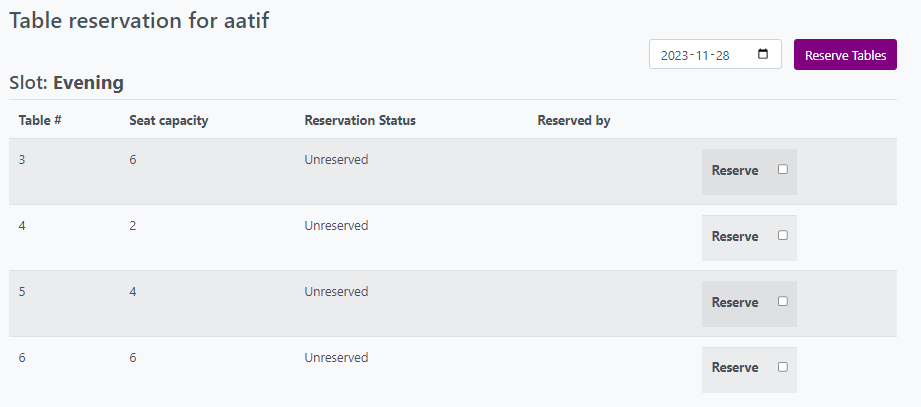 Table reservation for aatif
2023-11-28 Reserve Tables
Slot: Evening
Table # Seat capacity Reservation Status Reserved by
3 6 Unreserved Reserve
4 2 Unreserved Reserve
5 4 Unreserved Reserve
6 6 Unreserved Reserve